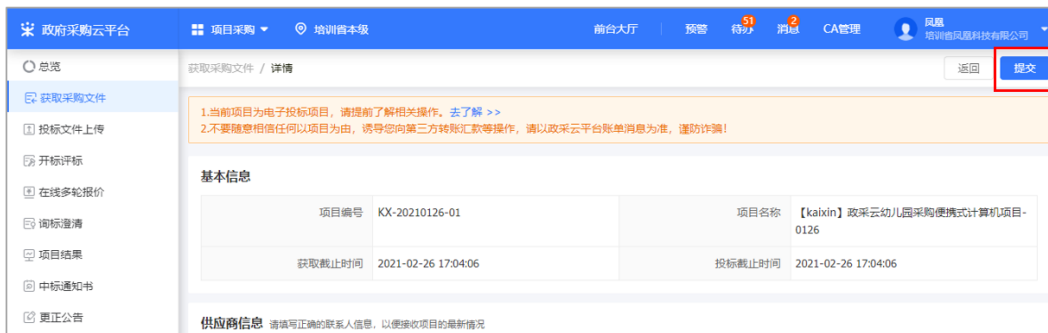 政府采购云平台
项目采购
培训省本级
前台大厅
预警
待办
51
消息
2
CA管理
凤凰
培训省凤凰科技有限公司
总览
获取采购文件
投标文件上传
开标评标
在线多轮报价
询标澄清
项目结果
中标通知书
更正公告
获取采购文件 / 详情
返回
提交
1.当前项目为电子投标项目，请提前了解相关操作。去了解 >>
2.不要随意相信任何以项目为由，诱导您向第三方转账汇款等操作，请以政采云平台账单消息为准，谨防诈骗！
基本信息
项目编号 KX-20210126-01
项目名称 【kaixin】政采云幼儿园采购便携式计算机项目-
0126
获取截止时间 2021-02-26 17:04:06
投标截止时间 2021-02-26 17:04:06
供应商信息 请填写正确的联系人信息，以便接收项目的最新情况